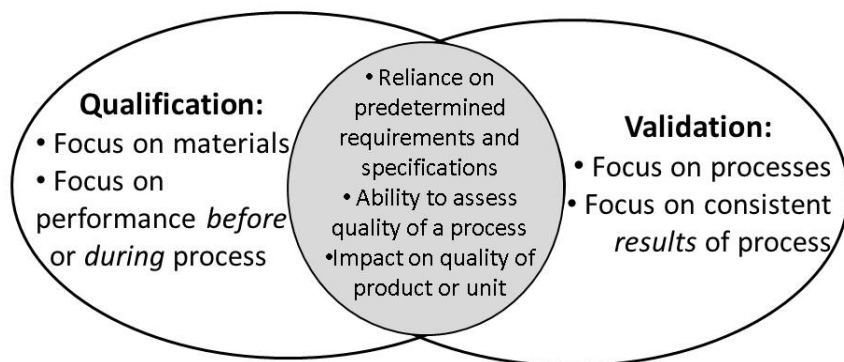 Qualification:
• Focus on materials
• Focus on
performance before
or during process
• Reliance on
predetermined
requirements and
specifications
• Ability to assess
quality of a process
•Impact on quality of
product or unit
Validation:
• Focus on processes
• Focus on consistent
results of process